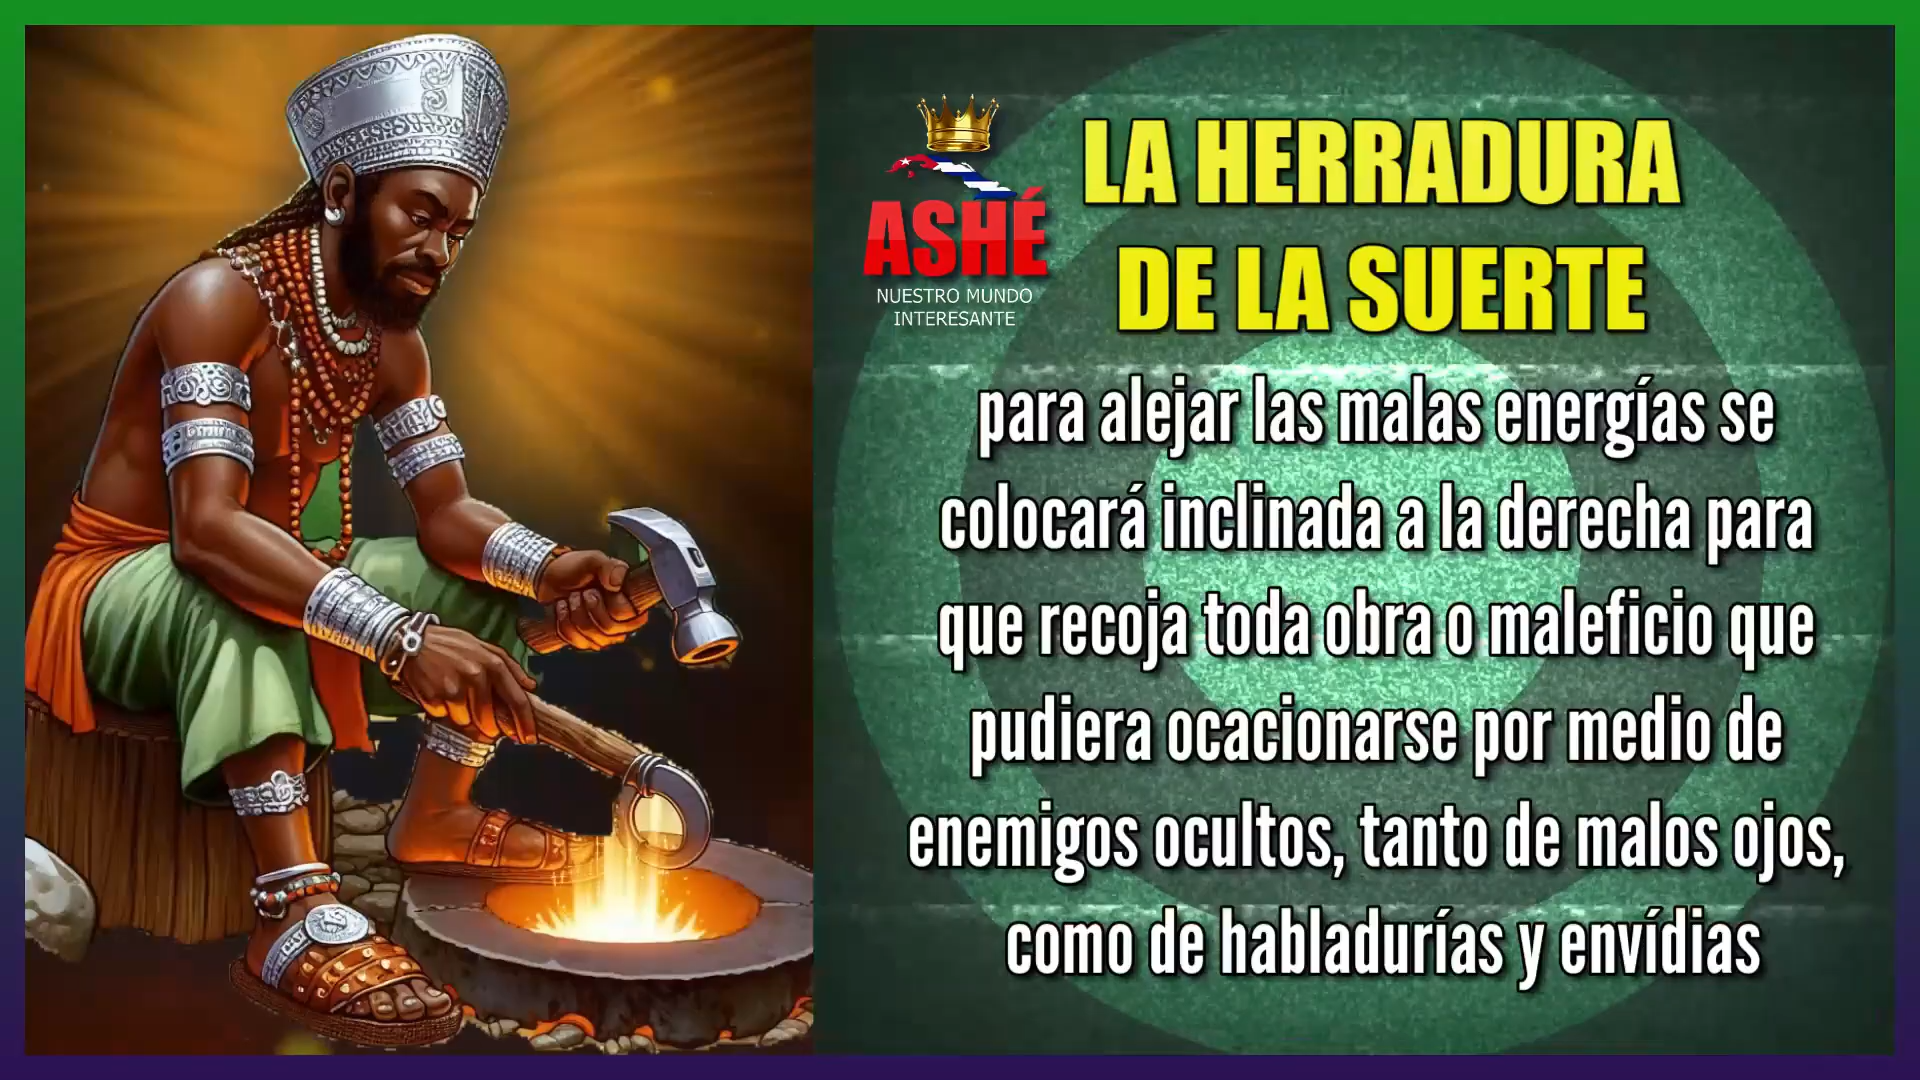 ASHÉ
NUESTRO MUNDO
INTERESANTE
LA HERRADURA
DE LA SUERTE
para alejar las malas energías se
colocará inclinada a la derecha para
que recoja toda obra o maleficio que
pudiera ocacionarse por medio de
enemigos ocultos, tanto de malos ojos,
como de habladurías y envídias